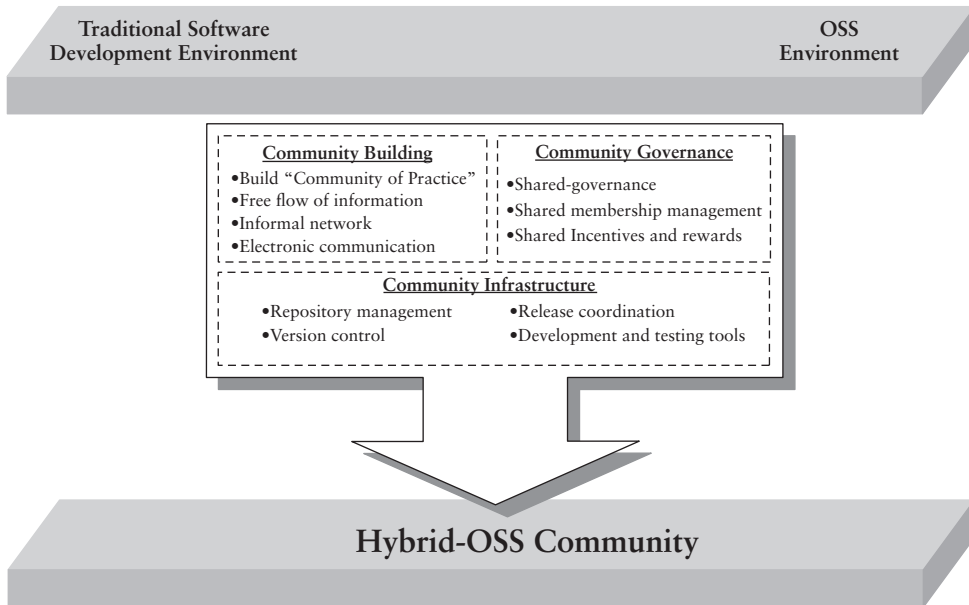 Traditional Software
Development Environment
OSS
Environment
Community Building
•Build “Community of Practice”
•Free flow of information
•Informal network
•Electronic communication
Community Governance
•Shared-governance
•Shared membership management
•Shared Incentives and rewards
Community Infrastructure
•Repository management
•Version control
•Release coordination
•Development and testing tools
Hybrid-OSS Community